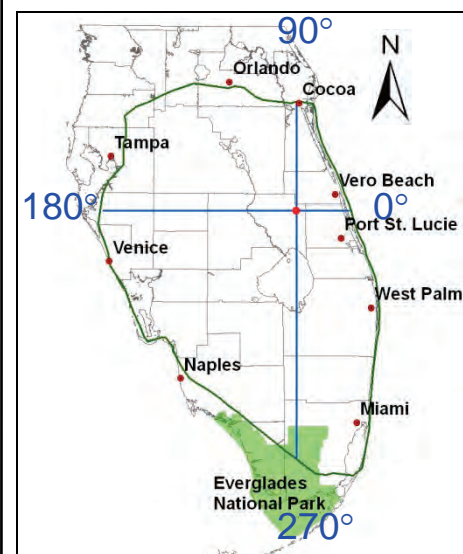 90°
N
Orlando
Cocoa
Tampa
Vero Beach
180°
0°
Port St. Lucie
Venice
West Palm
Naples
Miami
Everglades
National Park
270°